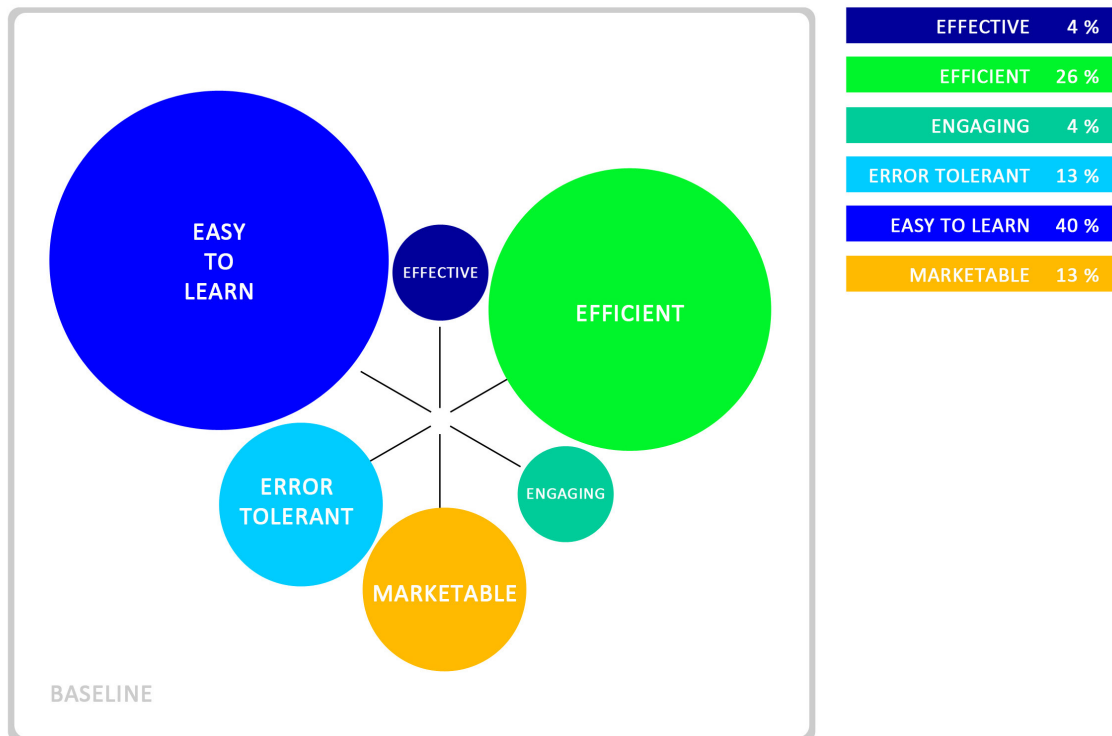 EFFECTIVE 4 %
EFFICIENT 26 %
ENGAGING 4 %
ERROR TOLERANT 13 %
EASY TO LEARN 40 %
MARKETABLE 13 %
EASY
TO
LEARN
EFFECTIVE
EFFICIENT
ERROR
TOLERANT
ENGAGING
MARKETABLE
BASELINE